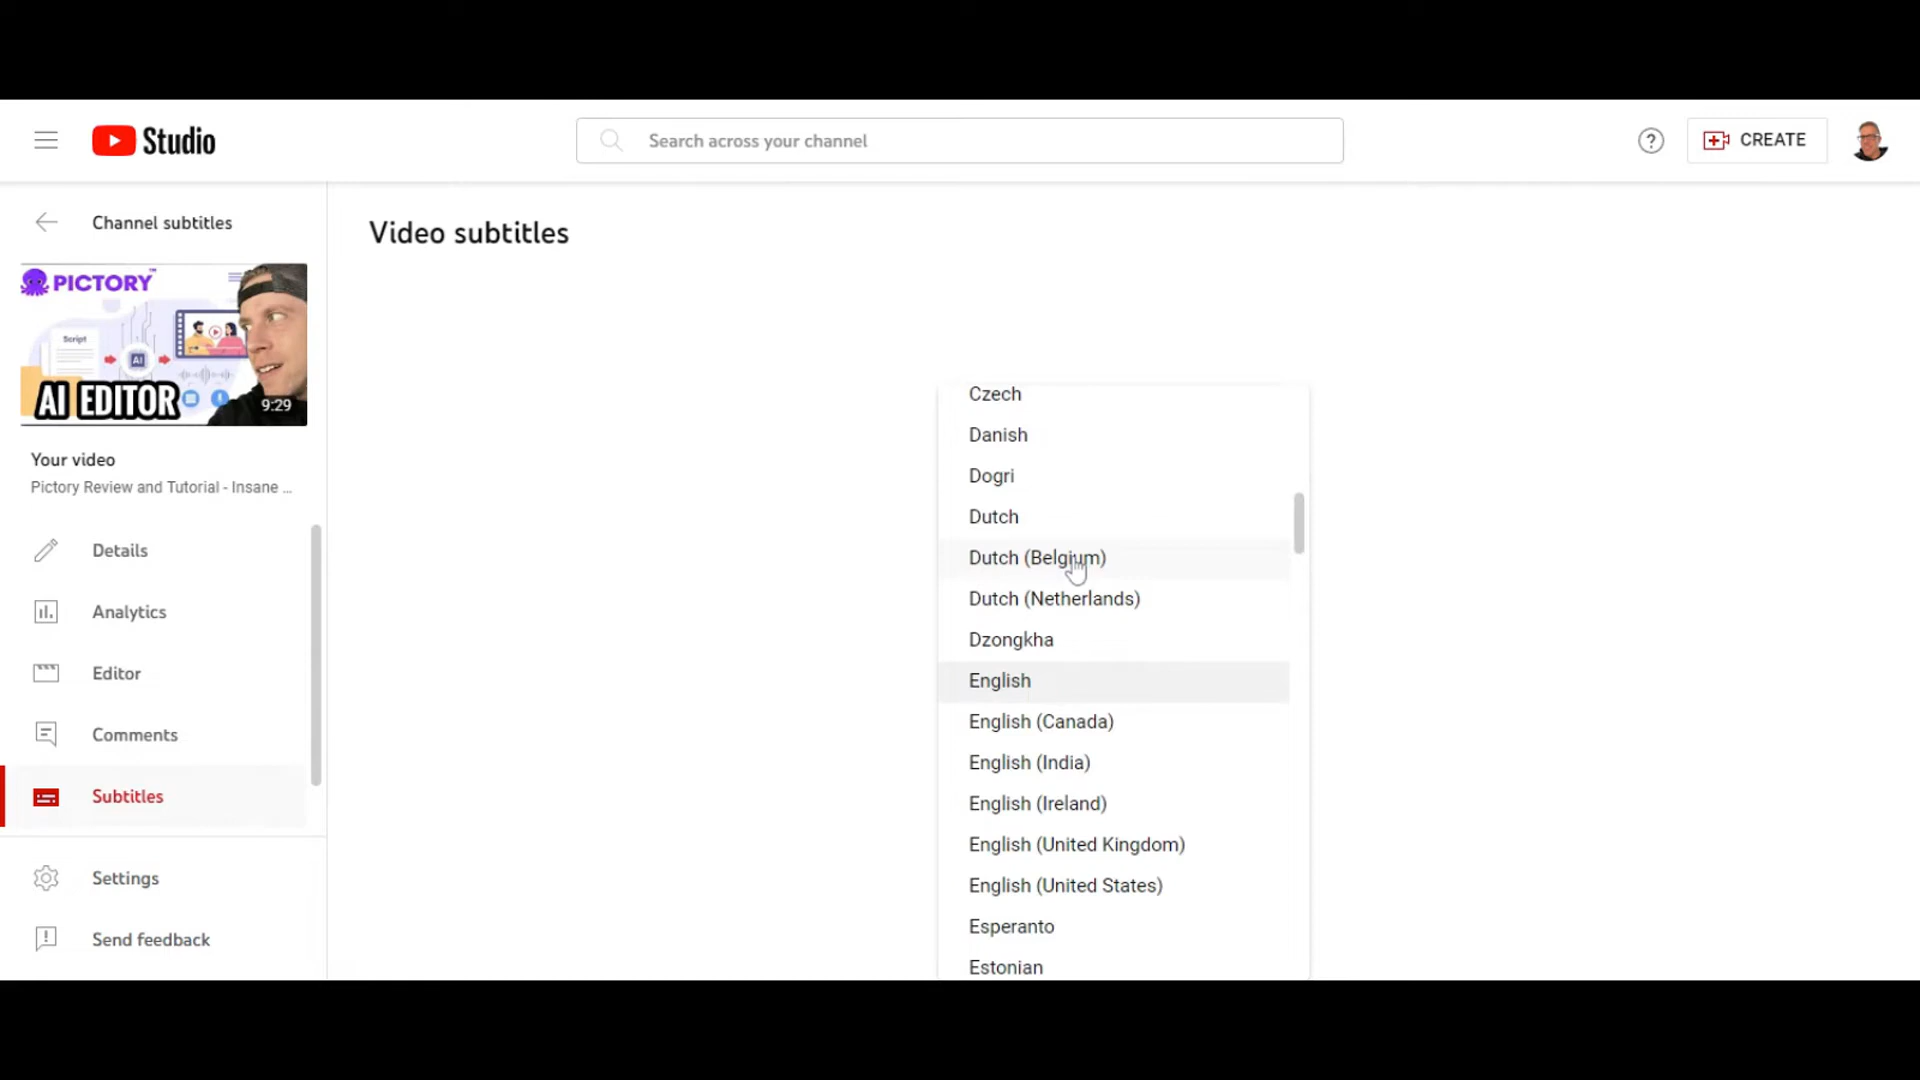 Studio
Search across your channel
CREATE
Channel subtitles
Video subtitles
PICTORY™
Script
AI
AI EDITOR
9:29
Your video
Pictory Review and Tutorial - Insane ...
Details
Analytics
Editor
Comments
Subtitles
Settings
Send feedback
Czech
Danish
Dogri
Dutch
Dutch (Belgium)
Dutch (Netherlands)
Dzongkha
English
English (Canada)
English (India)
English (Ireland)
English (United Kingdom)
English (United States)
Esperanto
Estonian